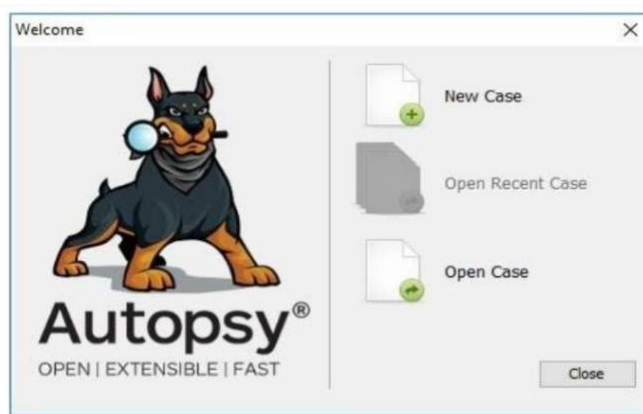 Welcome
New Case
Open Recent Case
Open Case
Autopsy®
OPEN | EXTENSIBLE | FAST
Close